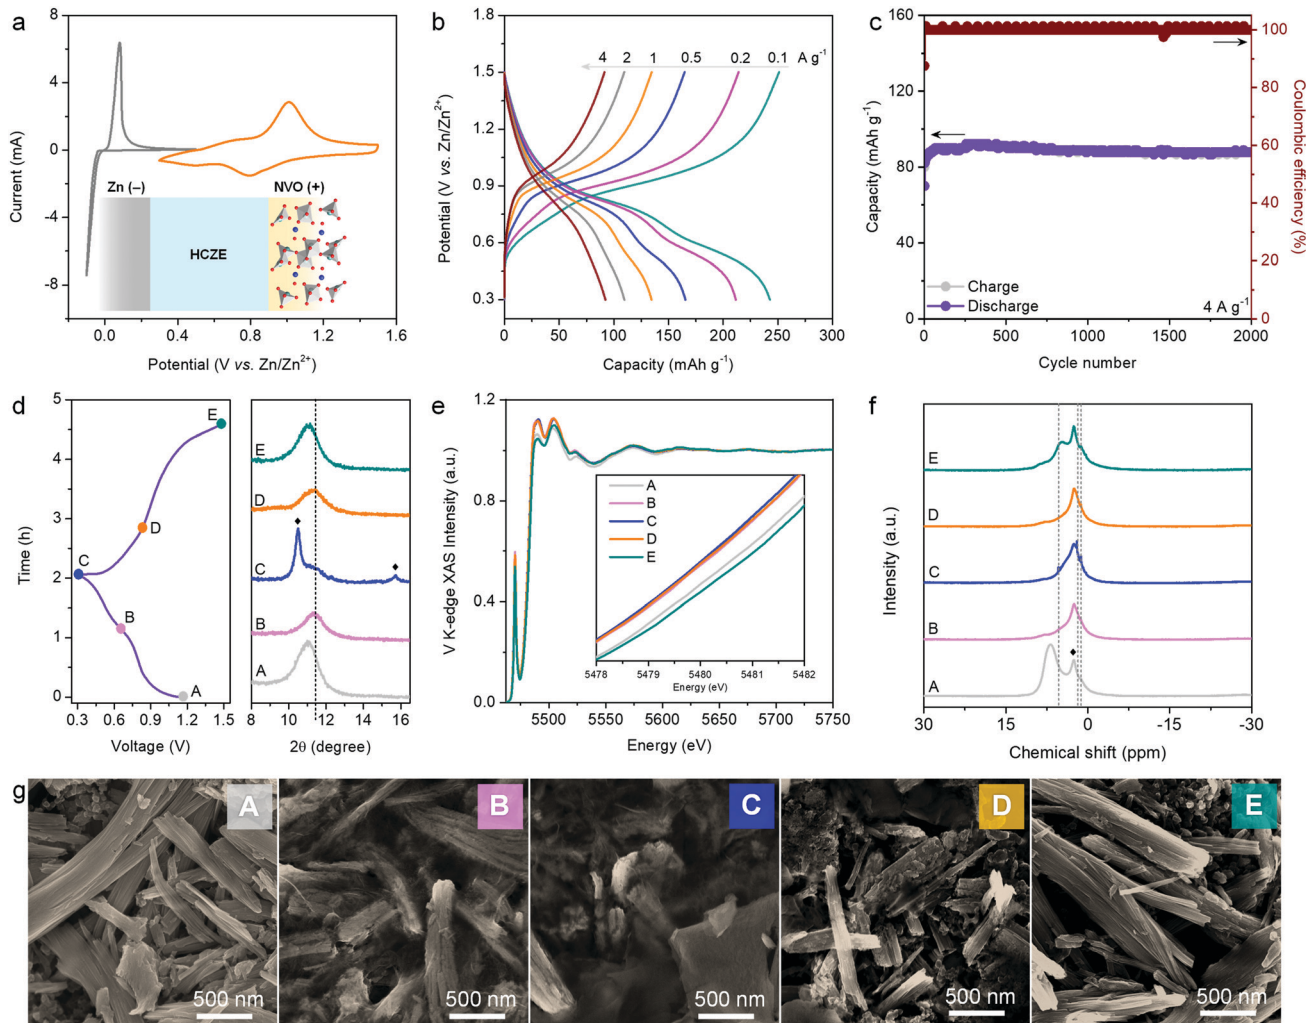 a
Current (mA)
8
4
0
-4
-8
Zn (–)
NVO (+)
HCZE
0.0
0.4
0.8
1.2
1.6
Potential (V vs. Zn/Zn²⁺)
b
Potential (V vs. Zn/Zn²⁺)
1.8
1.5
1.2
0.9
0.6
0.3
4 2 1 0.5 0.2 0.1 A g⁻¹
0 50 100 150 200 250 300
Capacity (mAh g⁻¹)
c
Capacity (mAh g⁻¹)
160
120
80
40
0
Charge
Discharge
4 A g⁻¹
0 500 1000 1500 2000
Cycle number
100
80
60
40
20
0
Coulombic efficiency (%)
d
Time (h)
5
4
3
2
1
0
E
D
C
B
A
0.3 0.6 0.9 1.2 1.5
Voltage (V)
E
D
C
B
A
8 10 12 14 16
2θ (degree)
e
V K-edge XAS Intensity (a.u.)
1.2
0.8
0.4
0.0
A
B
C
D
E
5478 5479 5480 5481 5482
Energy (eV)
5500 5550 5600 5650 5700 5750
Energy (eV)
f
Intensity (a.u.)
E
D
C
B
A
30 15 0 -15 -30
Chemical shift (ppm)
g
A
B
C
D
E
500 nm
500 nm
500 nm
500 nm
500 nm